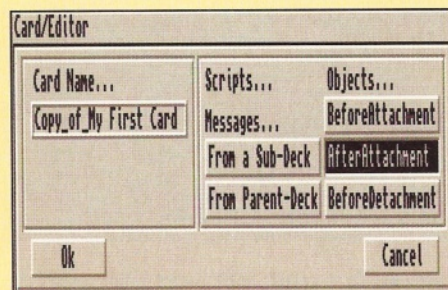 Card/Editor
Card Name...
Copy_of_My First Card
Scripts...
Objects...
Messages...
BeforeAttachment
From a Sub-Deck
AfterAttachment
From Parent-Deck
BeforeDetachment
Ok
Cancel